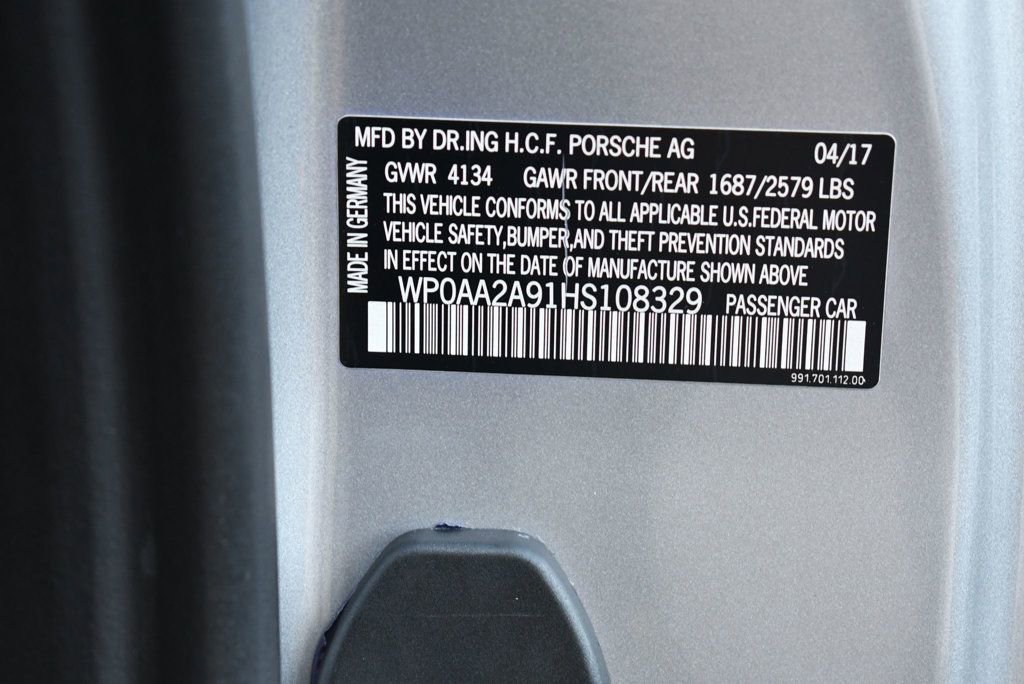 MFD BY DR.ING H.C.F. PORSCHE AG 04/17
GVWR 4134 GAWR FRONT/REAR 1687/2579 LBS
THIS VEHICLE CONFORMS TO ALL APPLICABLE U.S.FEDERAL MOTOR
VEHICLE SAFETY,BUMPER,AND THEFT PREVENTION STANDARDS
IN EFFECT ON THE DATE OF MANUFACTURE SHOWN ABOVE
WP0AA2A91HS108329 PASSENGER CAR
991.701.112.00
MADE IN GERMANY